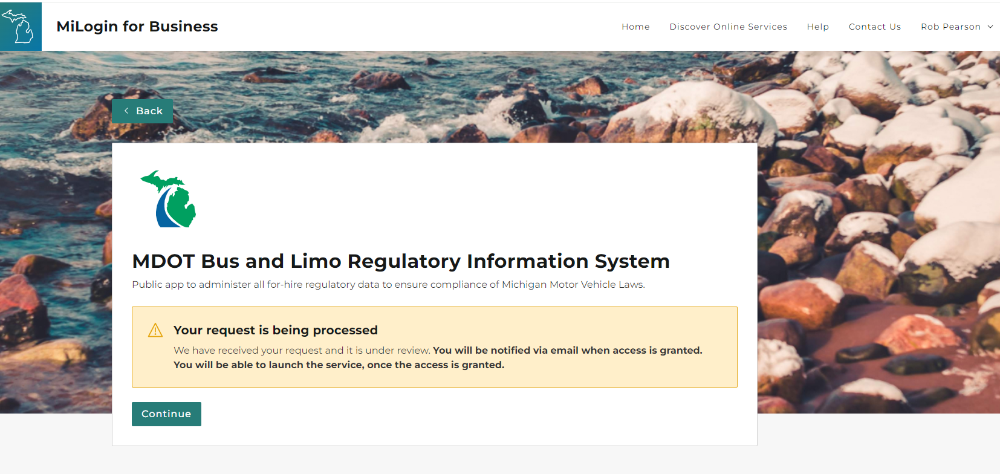 MiLogin for Business
Home
Discover Online Services
Help
Contact Us
Rob Pearson
Back
MDOT Bus and Limo Regulatory Information System
Public app to administer all for-hire regulatory data to ensure compliance of Michigan Motor Vehicle Laws.
Your request is being processed
We have received your request and it is under review. You will be notified via email when access is granted.
You will be able to launch the service, once the access is granted.
Continue